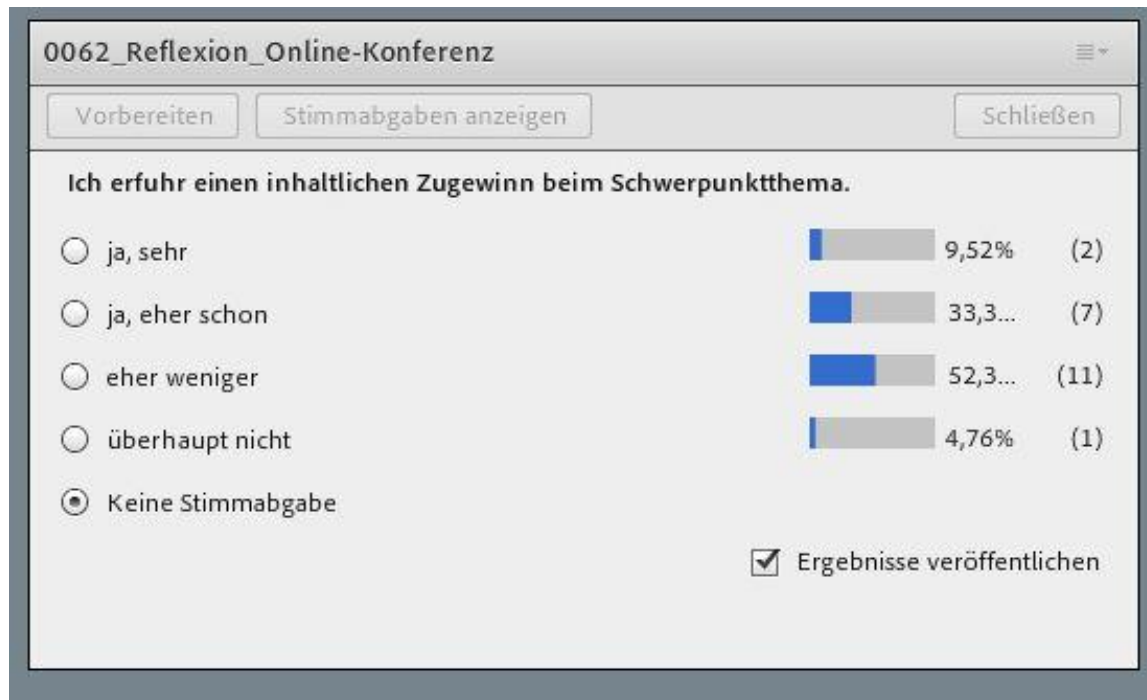 0062_Reflexion_Online-Konferenz
Vorbereiten Stimmabgaben anzeigen Schließen
Ich erfuhr einen inhaltlichen Zugewinn beim Schwerpunktthema.
ja, sehr 9,52% (2)
ja, eher schon 33,3... (7)
eher weniger 52,3... (11)
überhaupt nicht 4,76% (1)
Keine Stimmabgabe
Ergebnisse veröffentlichen